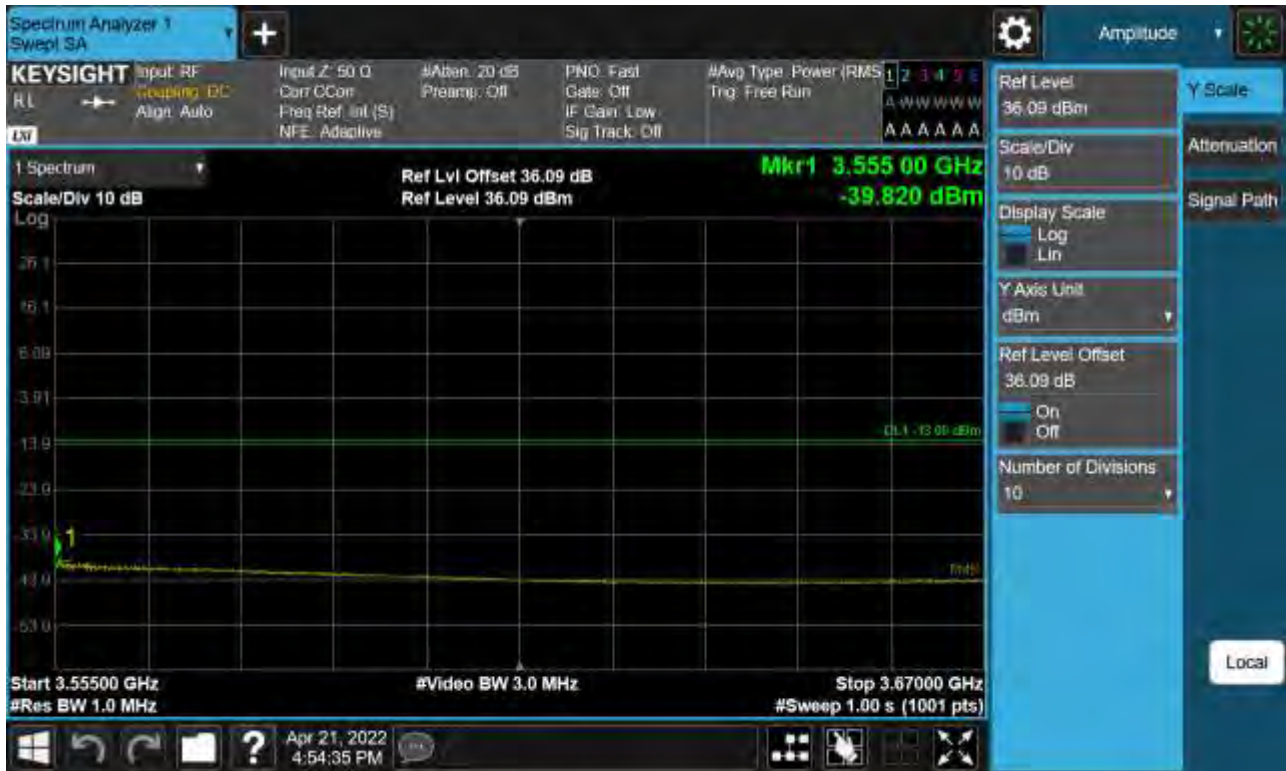 Spectrum Analyzer 1
Swept SA
Amplitude
KEYSIGHT
RL
LXI
Input: RF
Coupling: DC
Align: Auto
Input Z: 50 Ω
Corr CCorr
Freq Ref: Int (S)
NFE: Adaptive
#Atten: 20 dB
Preamp: Off
PNO: Fast
Gate: Off
IF Gain: Low
Sig Track: Off
#Avg Type: Power (RMS
Trig: Free Run
1 2 3 4 5 6
A W W W W W
A A A A A A
1 Spectrum
Scale/Div 10 dB
Ref Lvl Offset 36.09 dB
Ref Level 36.09 dBm
Mkr1 3.555 00 GHz
-39.820 dBm
Log
26.1
16.1
6.09
-3.91
-13.9
-23.9
-33.9
-43.9
-53.9
DL1 -13.00 dBm
1
RMS
Start 3.55500 GHz
#Video BW 3.0 MHz
Stop 3.67000 GHz
#Res BW 1.0 MHz
#Sweep 1.00 s (1001 pts)
Ref Level
36.09 dBm
Scale/Div
10 dB
Display Scale
Log
Lin
Y Axis Unit
dBm
Ref Level Offset
36.09 dB
On
Off
Number of Divisions
10
Y Scale
Attenuation
Signal Path
Local
?
Apr 21, 2022
4:54:35 PM